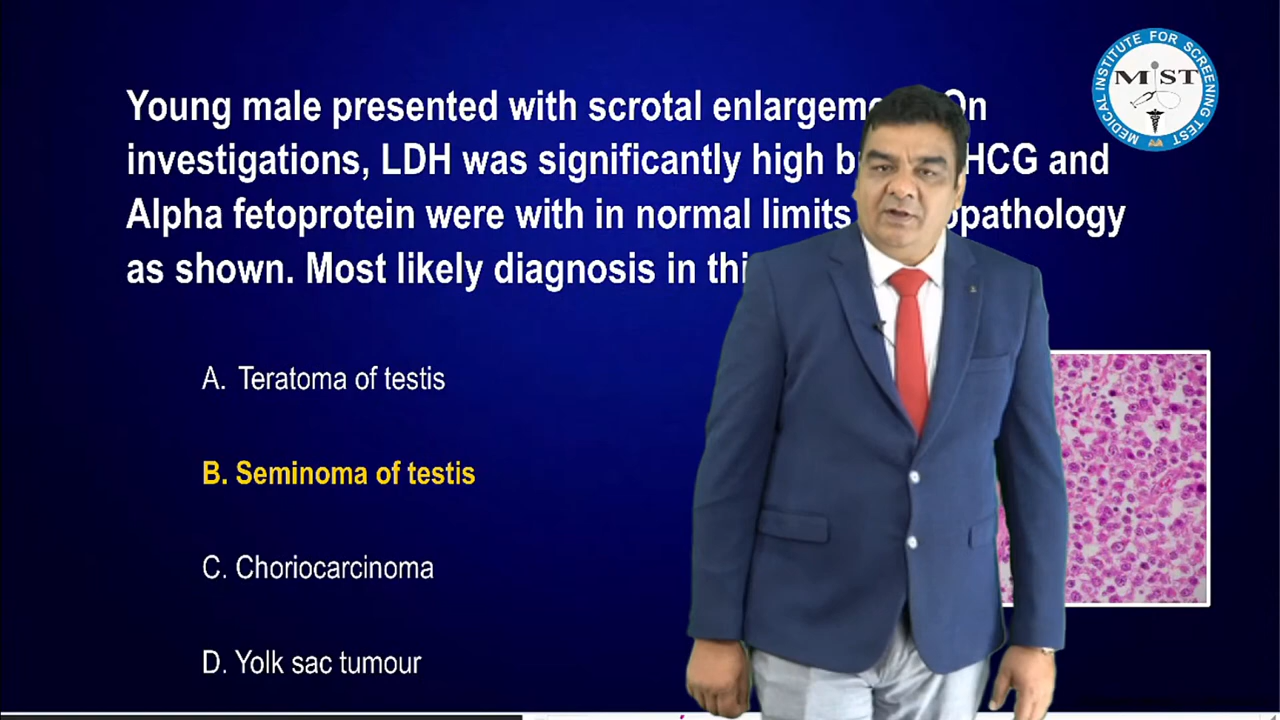 Young male presented with scrotal enlargeme On
investigations, LDH was significantly high b HCG and
Alpha fetoprotein were with in normal limits opathology
as shown. Most likely diagnosis in thi
A. Teratoma of testis
B. Seminoma of testis
C. Choriocarcinoma
D. Yolk sac tumour
MEDICAL INSTITUTE FOR SCREENING TEST
MIST